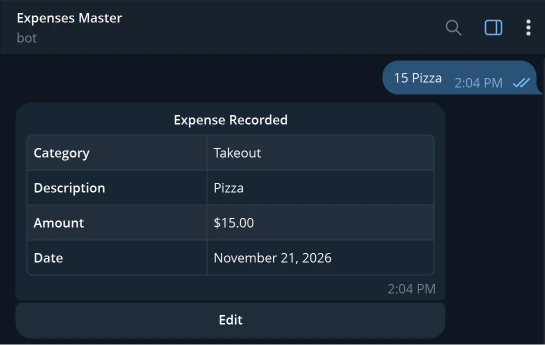 Expenses Master
bot
15 Pizza 2:04 PM
Expense Recorded
Category Takeout
Description Pizza
Amount $15.00
Date November 21, 2026
2:04 PM
Edit